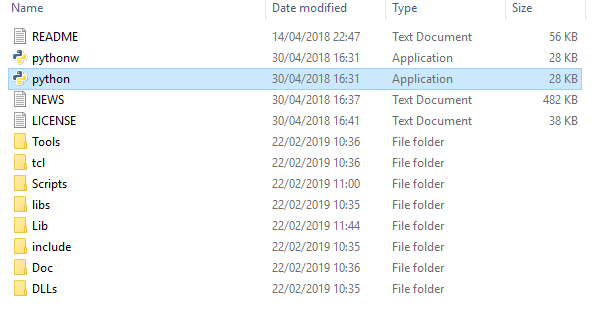 Name Date modified Type Size
README 14/04/2018 22:47 Text Document 56 KB
pythonw 30/04/2018 16:31 Application 28 KB
python 30/04/2018 16:31 Application 28 KB
NEWS 30/04/2018 16:37 Text Document 482 KB
LICENSE 30/04/2018 16:41 Text Document 38 KB
Tools 22/02/2019 10:36 File folder
tcl 22/02/2019 10:36 File folder
Scripts 22/02/2019 11:00 File folder
libs 22/02/2019 10:35 File folder
Lib 22/02/2019 11:44 File folder
include 22/02/2019 10:35 File folder
Doc 22/02/2019 10:36 File folder
DLLs 22/02/2019 10:35 File folder